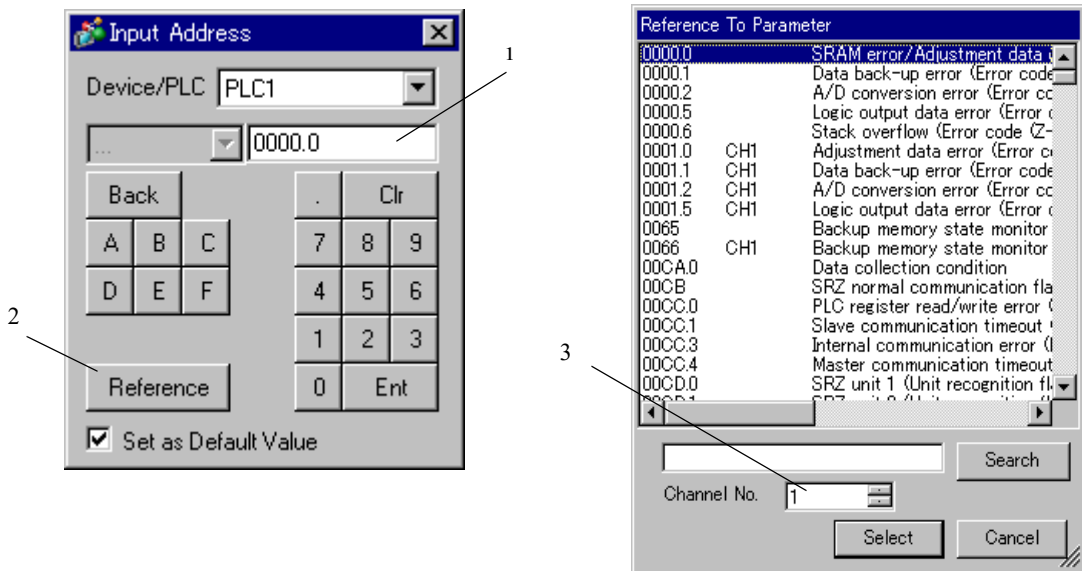 Input Address
1
Device/PLC PLC1
... 0000.0
Back . Clr
A B C 7 8 9
D E F 4 5 6
1 2 3
2
Reference 0 Ent
Set as Default Value
Reference To Parameter
0000.0 SRAM error/Adjustment data
0000.1 Data back-up error (Error code
0000.2 A/D conversion error (Error
0000.5 Logic output data error (Error
0000.6 Stack overflow (Error code (Z-
0001.0 CH1 Adjustment data error (Error
0001.1 CH1 Data back-up error (Error code
0001.2 CH1 A/D conversion error (Error
0001.5 CH1 Logic output data error (Error
0065 Backup memory state monitor
0066 CH1 Backup memory state monitor
00CA.0 Data collection condition
00CB SRZ normal communication
00CC.0 PLC register read/write error
00CC.1 Slave communication timeout
00CC.3 Internal communication error
00CC.4 Master communication timeout
00CD.0 SRZ unit 1 (Unit recognition
3
Search
Channel No. 1
Select Cancel